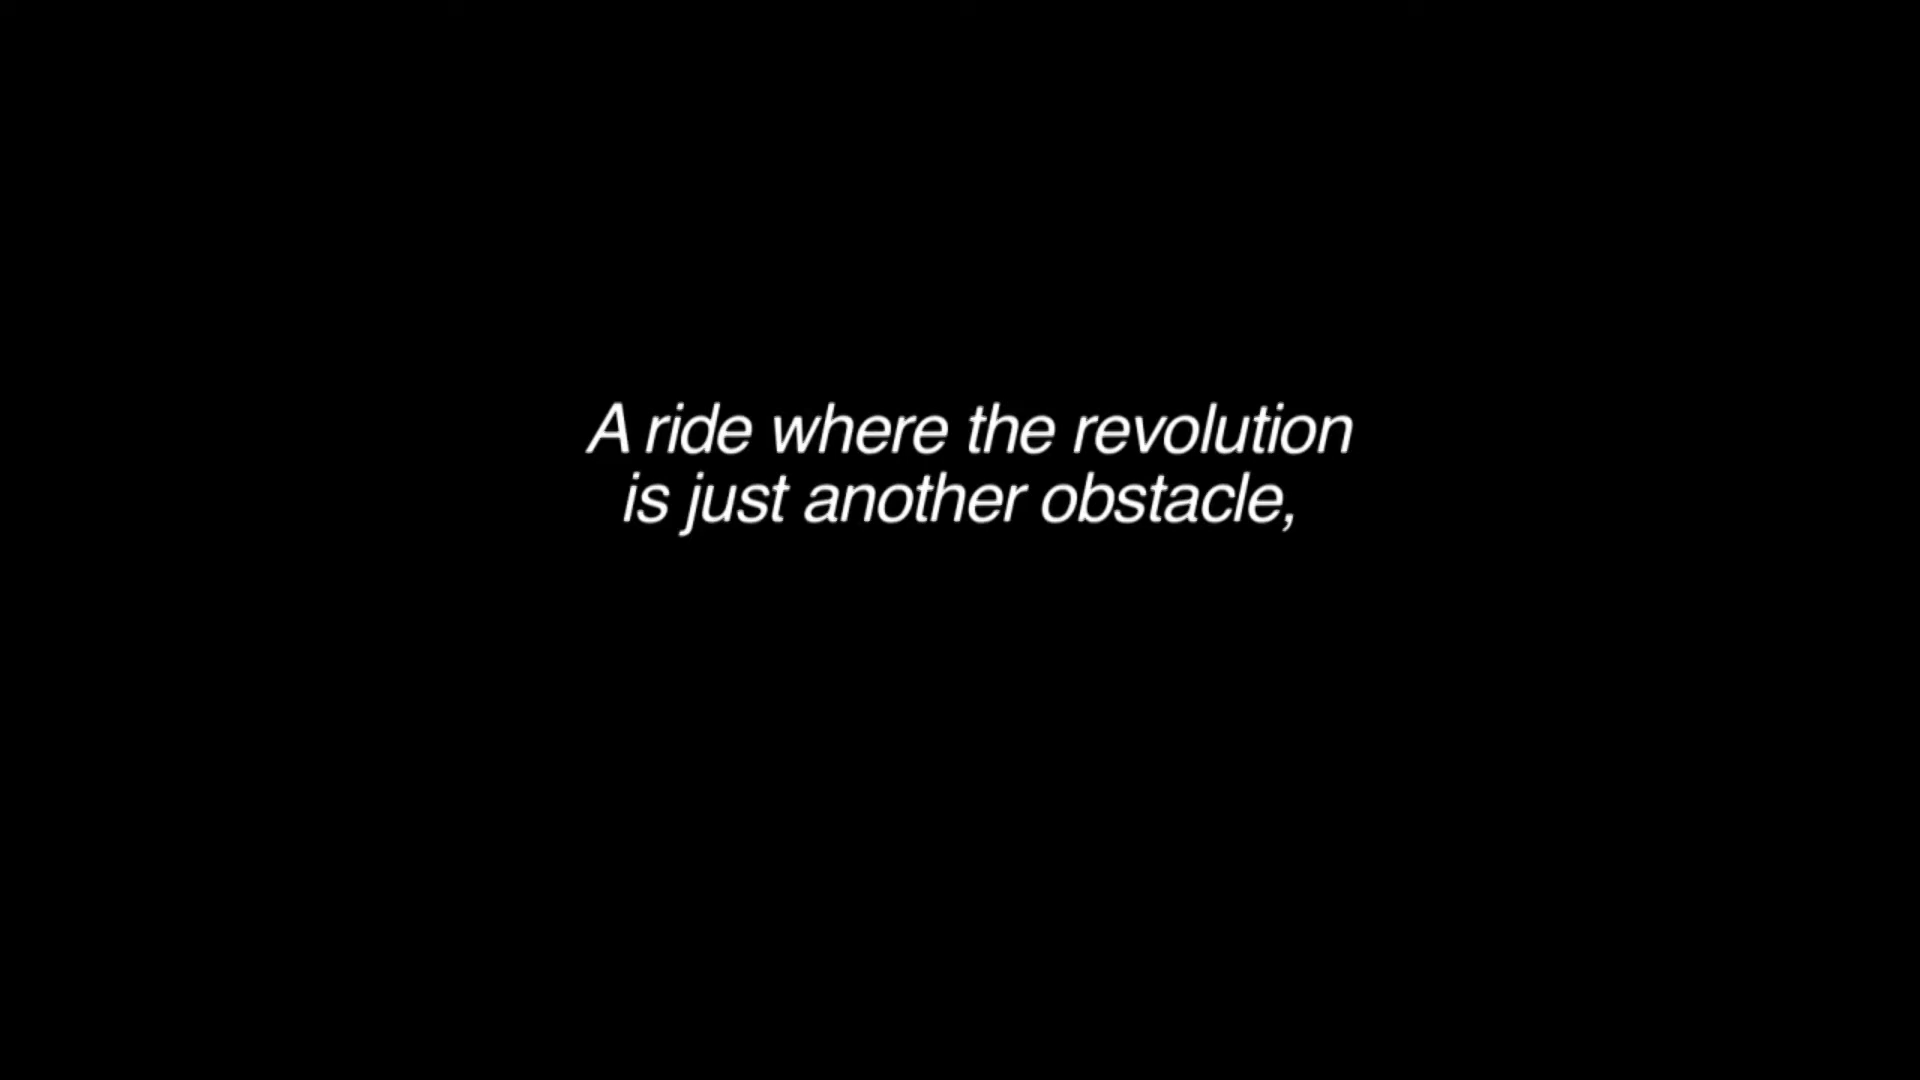 A ride where the revolution
is just another obstacle,